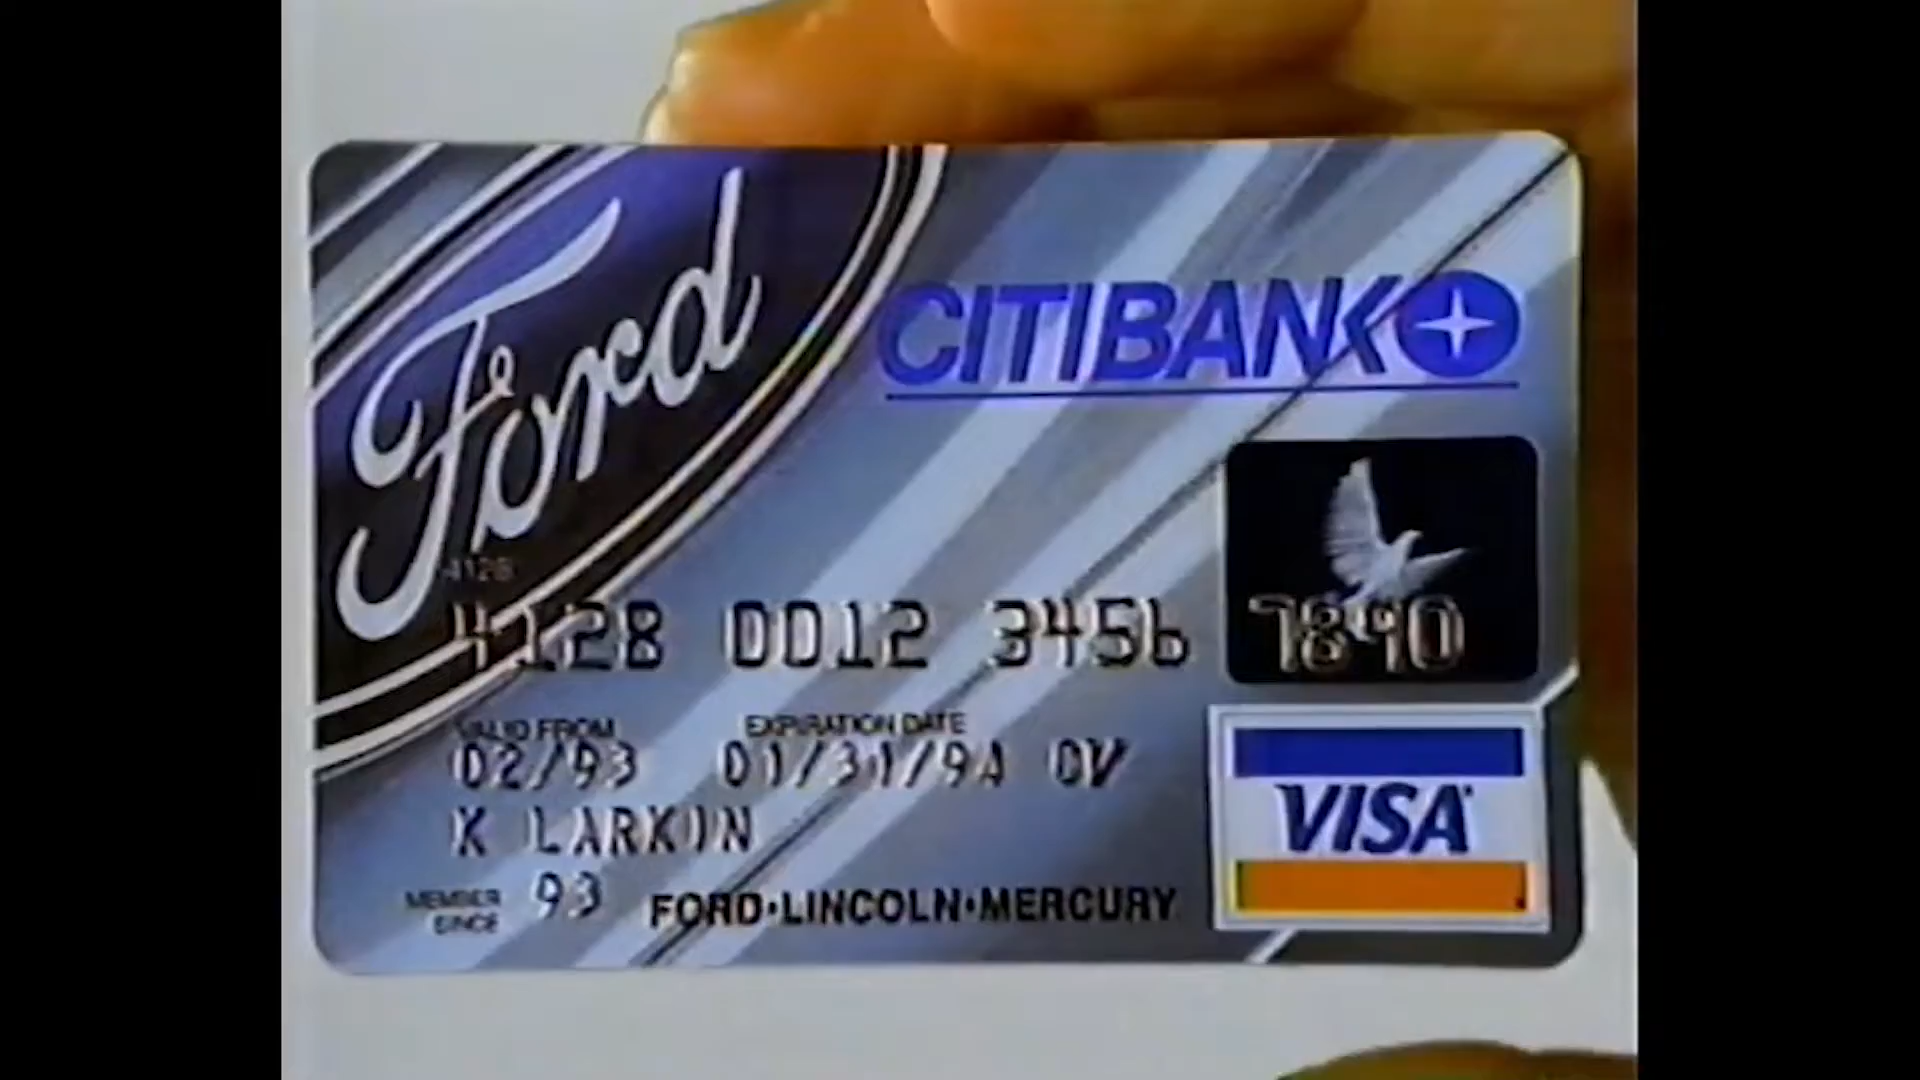 Ford
CITIBANK
4128
4128 0012 3456 7890
VALID FROM EXPIRATION DATE
02/93 01/31/94 CV
K LARKIN
MEMBER SINCE 93 FORD•LINCOLN•MERCURY
VISA